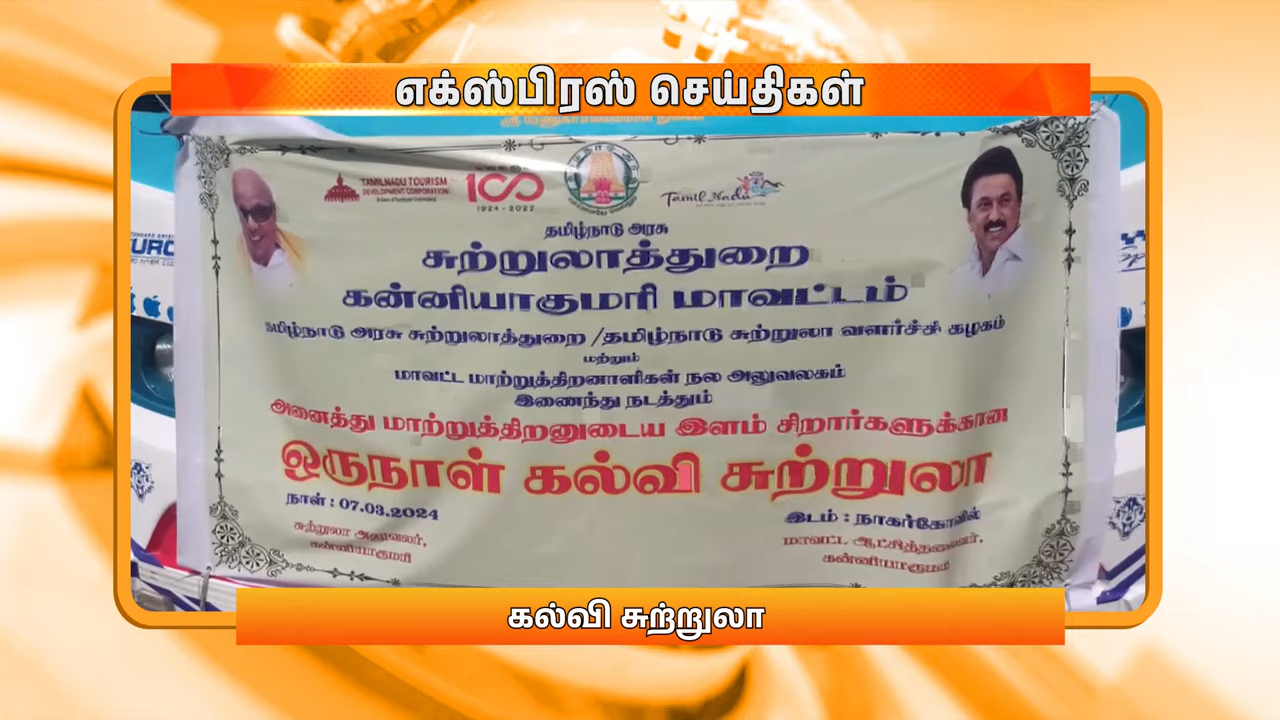 எக்ஸ்பிரஸ் செய்திகள்
TAMILNADU TOURISM
DEVELOPMENT CORPORATION
100
1924 - 2023
Tamil Nadu
தமிழ்நாடு அரசு
சுற்றுலாத்துறை
கன்னியாகுமரி மாவட்டம்
தமிழ்நாடு அரசு சுற்றுலாத்துறை /தமிழ்நாடு சுற்றுலா வளர்ச்சி கழகம்
மற்றும்
மாவட்ட மாற்றுத்திறனாளிகள் நல அலுவலகம்
இணைந்து நடத்தும்
அனைத்து மாற்றுத்திறனுடைய இளம் சிறார்களுக்கான
ஒருநாள் கல்வி சுற்றுலா
நாள் : 07.03.2024
இடம் : நாகர்கோவில்
சுற்றுலா அலுவலர்,
கன்னியாகுமரி
மாவட்ட ஆட்சித்தலைவர்,
கன்னியாகுமரி
கல்வி சுற்றுலா